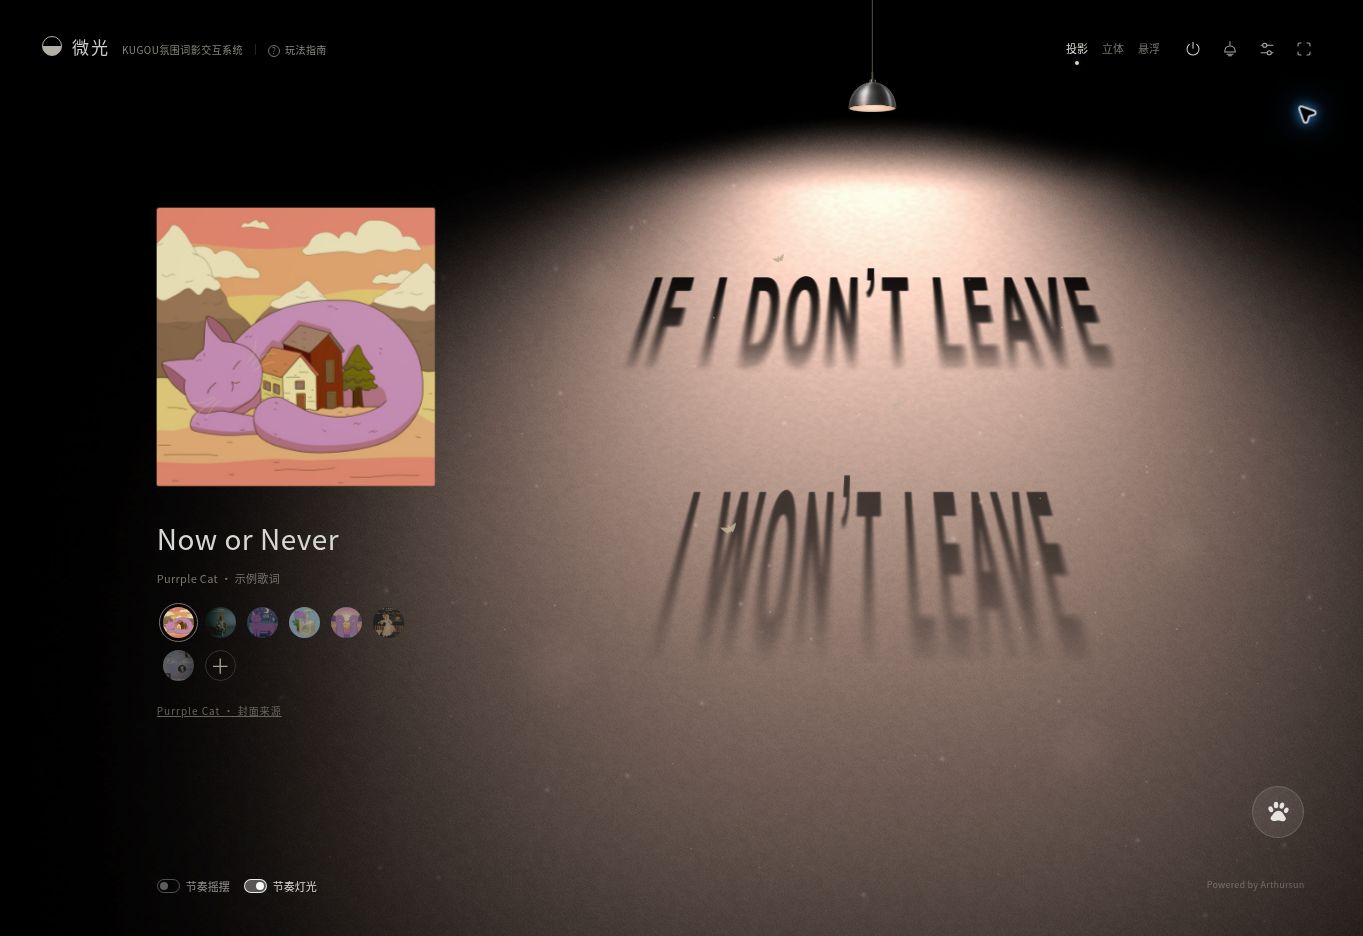 微光 KUGOU氛围词影交互系统 ? 玩法指南
投影 立体 悬浮
IF I DON'T LEAVE
I WON'T LEAVE
Now or Never
Purrple Cat · 示例歌词
Purrple Cat · 封面来源
节奏摇摆 节奏灯光
Powered by Arthursun